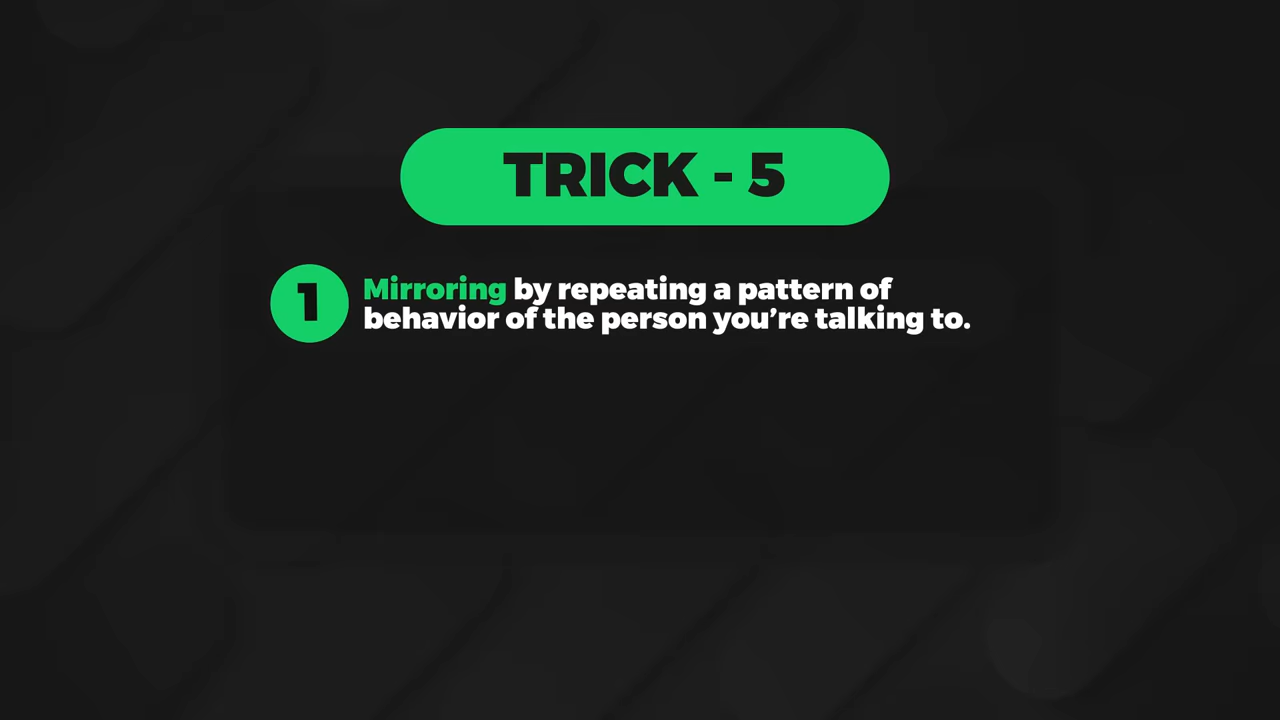 TRICK - 5
1
Mirroring by repeating a pattern of
behavior of the person you’re talking to.